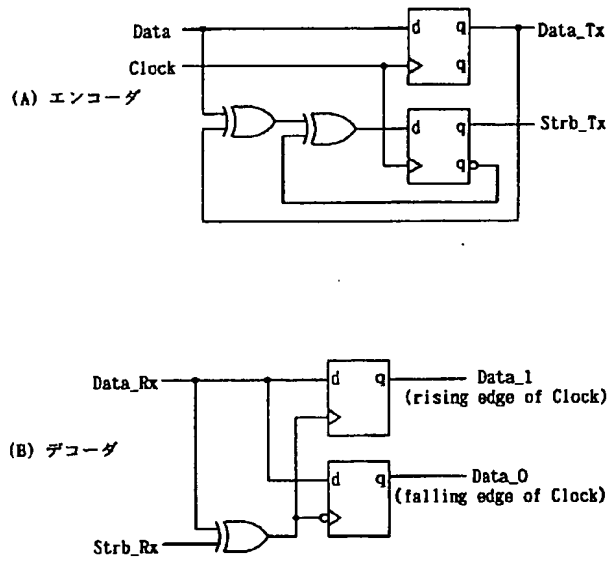 Data
d
q
Data_Tx
Clock
q
(A) エンコーダ
d
q
Strb_Tx
q
Data_Rx
d
q
Data_1
(rising edge of Clock)
(B) デコーダ
d
q
Data_0
(falling edge of Clock)
Strb_Rx